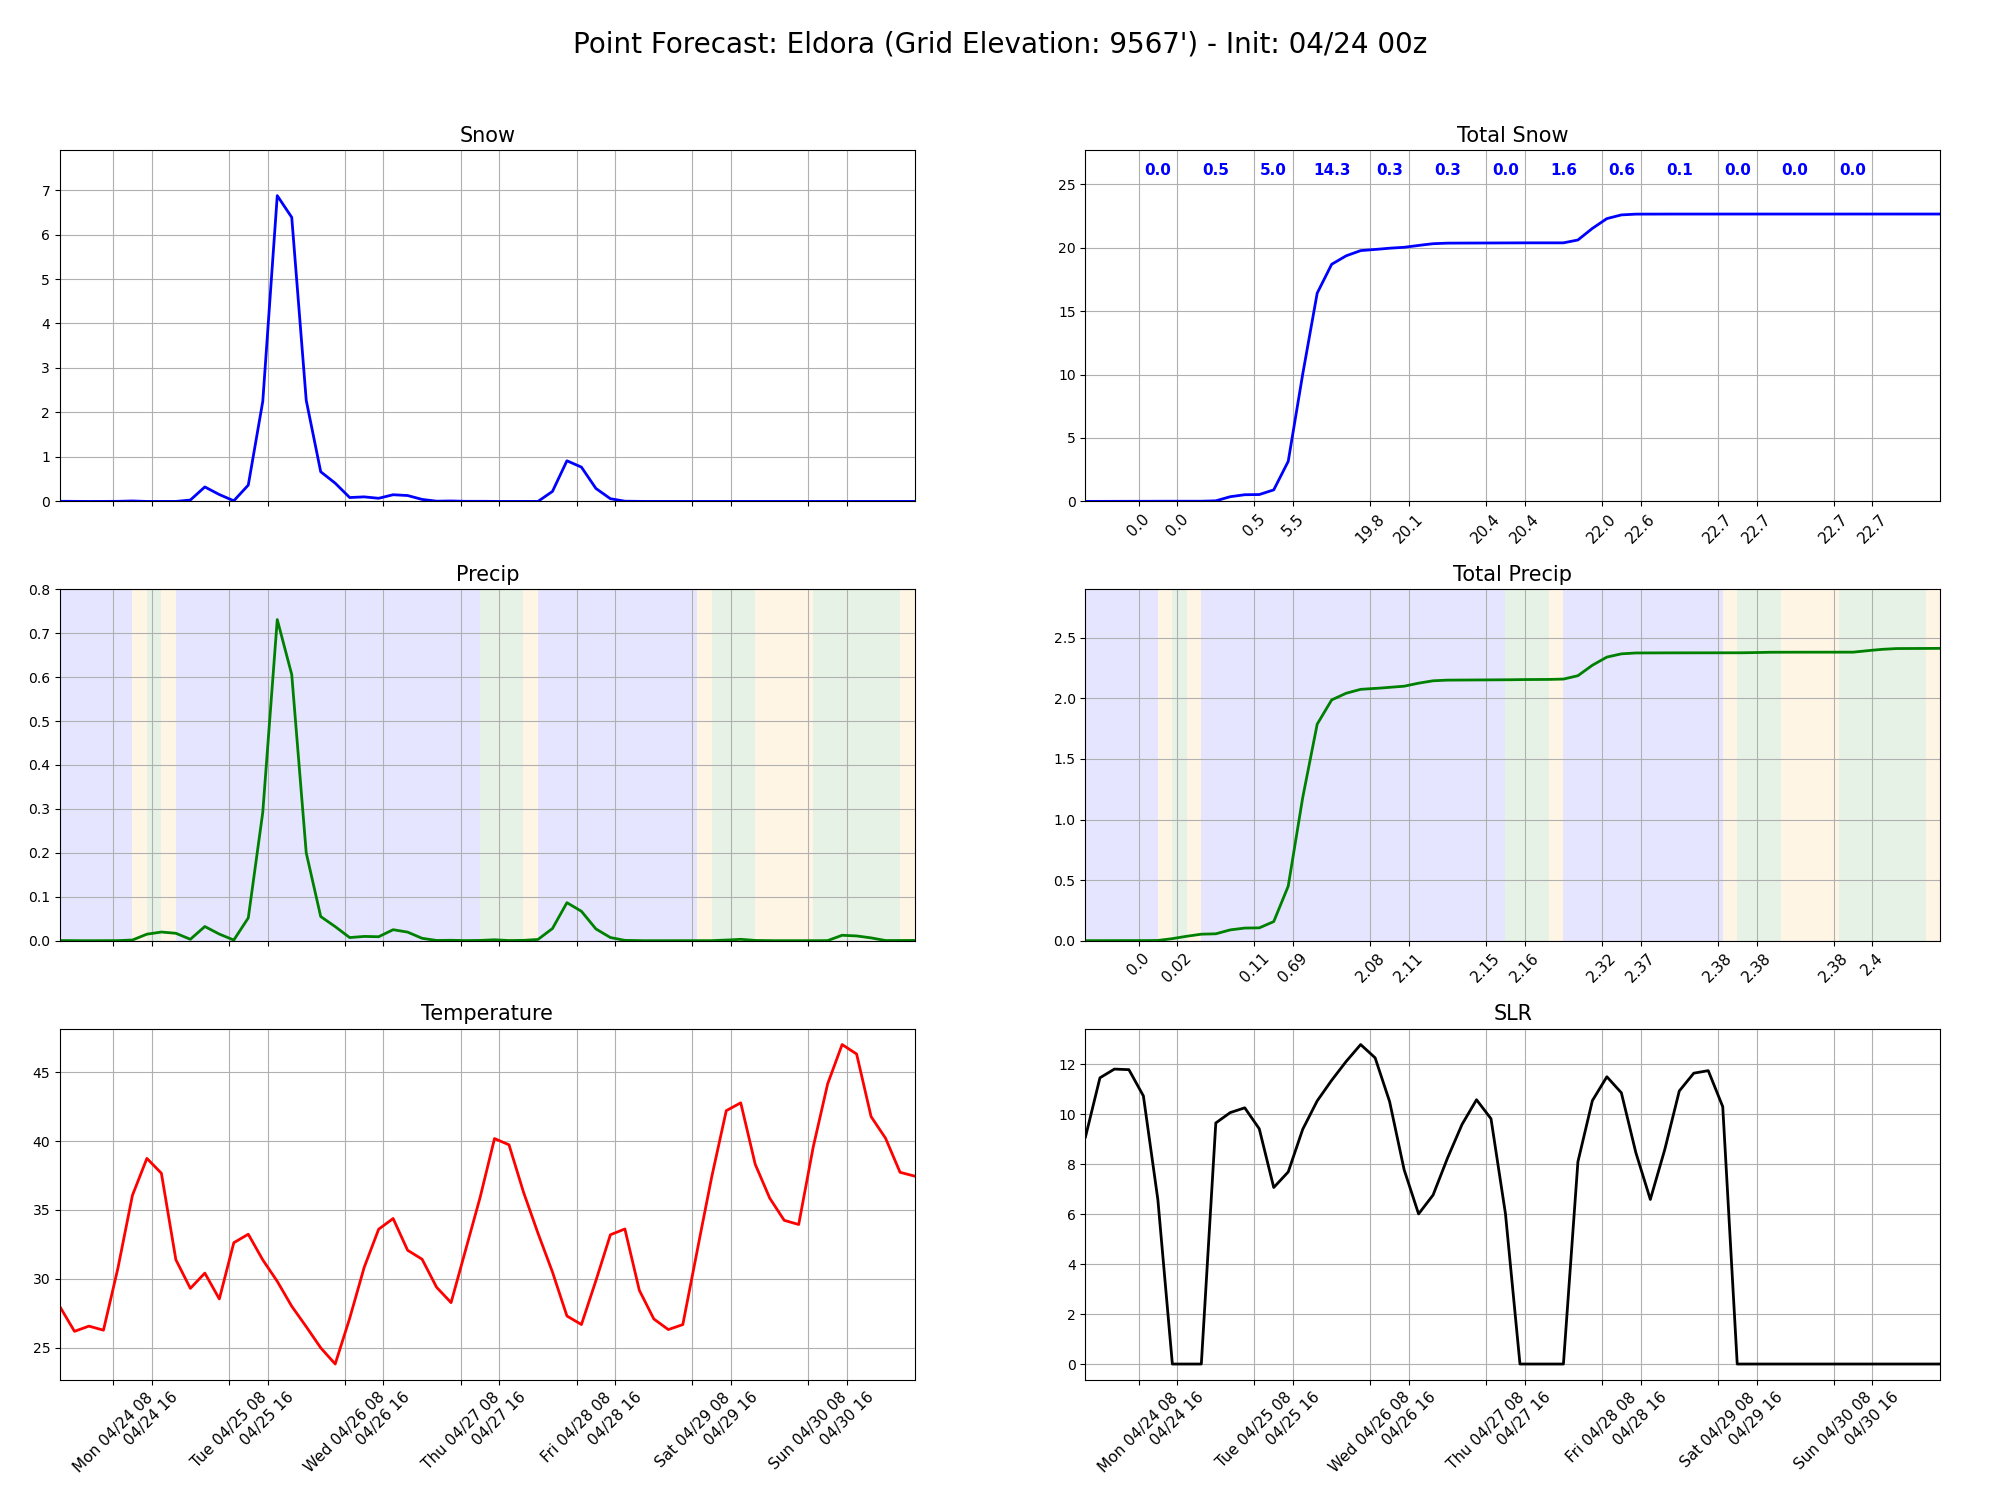 Point Forecast: Eldora (Grid Elevation: 9567') - Init: 04/24 00z
Snow
7
6
5
4
3
2
1
0
Total Snow
0.0 0.5 5.0 14.3 0.3 0.3 0.0 1.6 0.6 0.1 0.0 0.0 0.0
25
20
15
10
5
0
0.0 0.0 0.5 5.5 19.8 20.1 20.4 20.4 22.0 22.6 22.7 22.7 22.7 22.7
Precip
0.8
0.7
0.6
0.5
0.4
0.3
0.2
0.1
0.0
Total Precip
2.5
2.0
1.5
1.0
0.5
0.0
0.0 0.02 0.11 0.69 2.08 2.11 2.15 2.16 2.32 2.37 2.38 2.38 2.38 2.4
Temperature
45
40
35
30
25
Mon 04/24 08
04/24 16
Tue 04/25 08
04/25 16
Wed 04/26 08
04/26 16
Thu 04/27 08
04/27 16
Fri 04/28 08
04/28 16
Sat 04/29 08
04/29 16
Sun 04/30 08
04/30 16
SLR
12
10
8
6
4
2
0
Mon 04/24 08
04/24 16
Tue 04/25 08
04/25 16
Wed 04/26 08
04/26 16
Thu 04/27 08
04/27 16
Fri 04/28 08
04/28 16
Sat 04/29 08
04/29 16
Sun 04/30 08
04/30 16